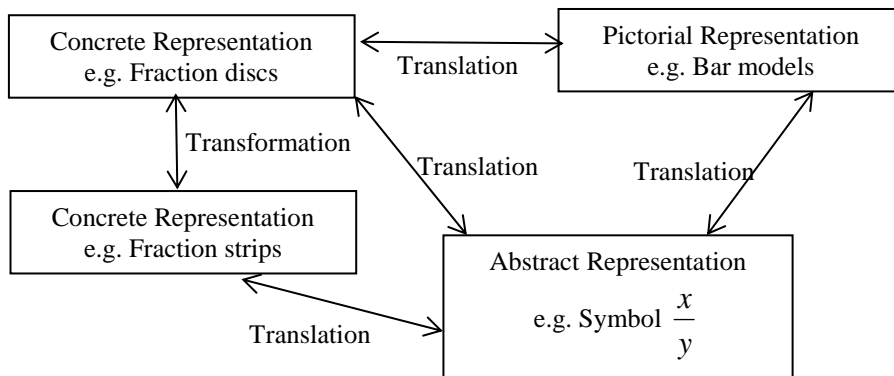 Concrete Representation
e.g. Fraction discs
Pictorial Representation
e.g. Bar models
Translation
Transformation
Translation
Translation
Concrete Representation
e.g. Fraction strips
Abstract Representation
e.g. Symbol x/y
Translation